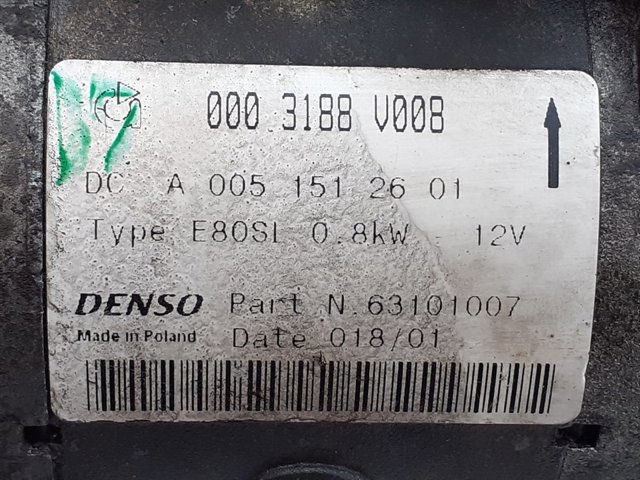 000 3188 V008
DC A 005 151 26 01
Type E80SL 0.8kW - 12V
DENSO Part N.63101007
Made in Poland Date 018/01